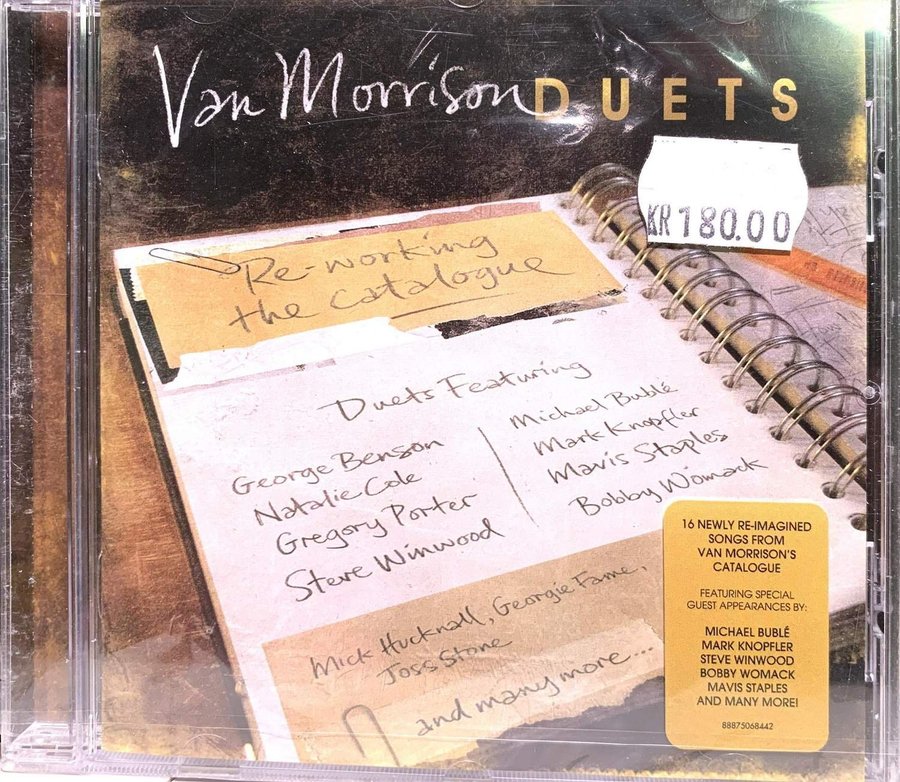 Van Morrison DUETS
KR 180.00
Re-working
the catalogue
Duets Featuring
George Benson
Natalie Cole
Gregory Porter
Steve Winwood
Michael Bublé
Mark Knopfler
Mavis Staples
Bobby Womack
Mick Hucknall, Georgie Fame,
Joss Stone
and many more...
16 NEWLY RE-IMAGINED
SONGS FROM
VAN MORRISON'S
CATALOGUE
FEATURING SPECIAL
GUEST APPEARANCES BY:
MICHAEL BUBLÉ
MARK KNOPFLER
STEVE WINWOOD
BOBBY WOMACK
MAVIS STAPLES
AND MANY MORE!
88875068442